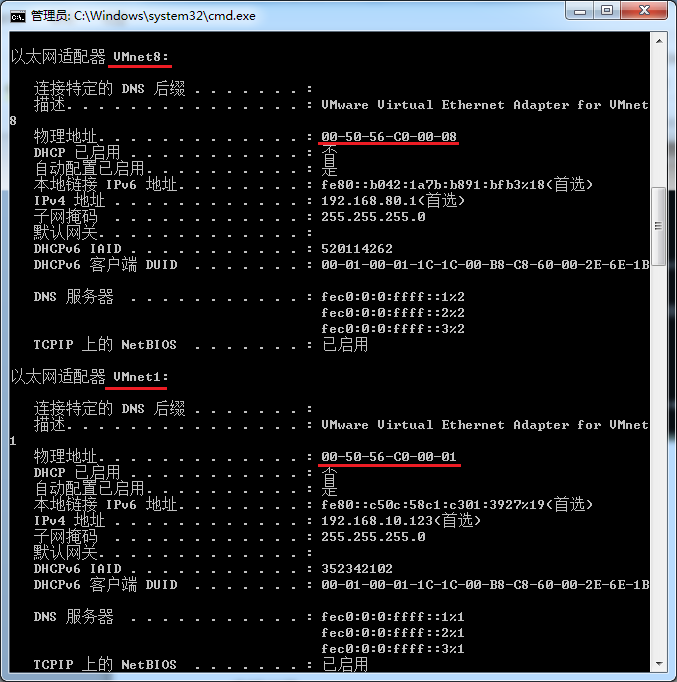 管理员: C:\Windows\system32\cmd.exe
以太网适配器 VMnet8:
连接特定的 DNS 后缀 . . . . . . . :
描述. . . . . . . . . . . . . . . : VMware Virtual Ethernet Adapter for VMnet
8
物理地址. . . . . . . . . . . . . : 00-50-56-C0-00-08
DHCP 已启用 . . . . . . . . . . . : 否
自动配置已启用. . . . . . . . . . : 是
本地链接 IPv6 地址. . . . . . . . : fe80::b042:1a7b:b891:bfb3%18(首选)
IPv4 地址 . . . . . . . . . . . . : 192.168.80.1(首选)
子网掩码 . . . . . . . . . . . . : 255.255.255.0
默认网关. . . . . . . . . . . . . :
DHCPv6 IAID . . . . . . . . . . . : 520114262
DHCPv6 客户端 DUID . . . . . . . : 00-01-00-01-1C-1C-00-B8-C8-60-00-2E-6E-1B
DNS 服务器 . . . . . . . . . . . : fec0:0:0:ffff::1%2
fec0:0:0:ffff::2%2
fec0:0:0:ffff::3%2
TCPIP 上的 NetBIOS . . . . . . . : 已启用
以太网适配器 VMnet1:
连接特定的 DNS 后缀 . . . . . . . :
描述. . . . . . . . . . . . . . . : VMware Virtual Ethernet Adapter for VMnet
1
物理地址. . . . . . . . . . . . . : 00-50-56-C0-00-01
DHCP 已启用 . . . . . . . . . . . : 否
自动配置已启用. . . . . . . . . . : 是
本地链接 IPv6 地址. . . . . . . . : fe80::c50c:58c1:c301:3927%19(首选)
IPv4 地址 . . . . . . . . . . . . : 192.168.10.123(首选)
子网掩码 . . . . . . . . . . . . : 255.255.255.0
默认网关. . . . . . . . . . . . . :
DHCPv6 IAID . . . . . . . . . . . : 352342102
DHCPv6 客户端 DUID . . . . . . . : 00-01-00-01-1C-1C-00-B8-C8-60-00-2E-6E-1B
DNS 服务器 . . . . . . . . . . . : fec0:0:0:ffff::1%1
fec0:0:0:ffff::2%1
fec0:0:0:ffff::3%1
TCPIP 上的 NetBIOS . . . . . . . : 已启用